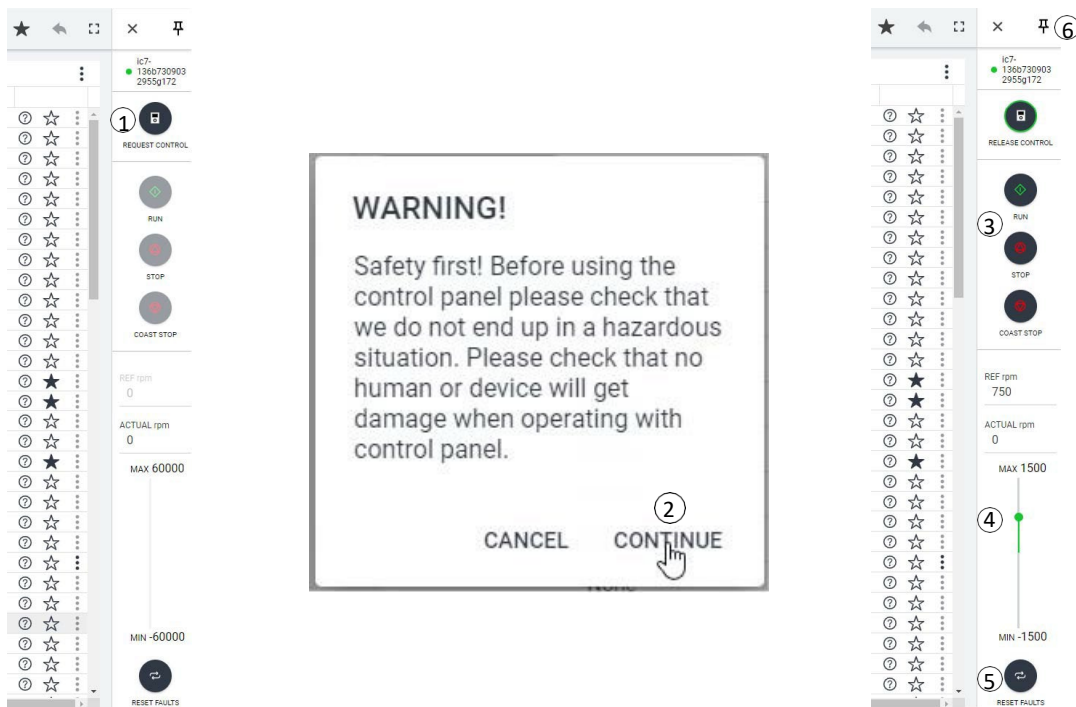 ic7-
136b730903
2955g172
1
REQUEST CONTROL
RUN
STOP
COAST STOP
REF rpm
0
ACTUAL rpm
0
MAX 60000
MIN -60000
RESET FAULTS
WARNING!
Safety first! Before using the
control panel please check that
we do not end up in a hazardous
situation. Please check that no
human or device will get
damage when operating with
control panel.
2
CANCEL CONTINUE
None
6
ic7-
136b730903
2955g172
RELEASE CONTROL
RUN
3
STOP
COAST STOP
REF rpm
750
ACTUAL rpm
0
MAX 1500
4
MIN -1500
5
RESET FAULTS